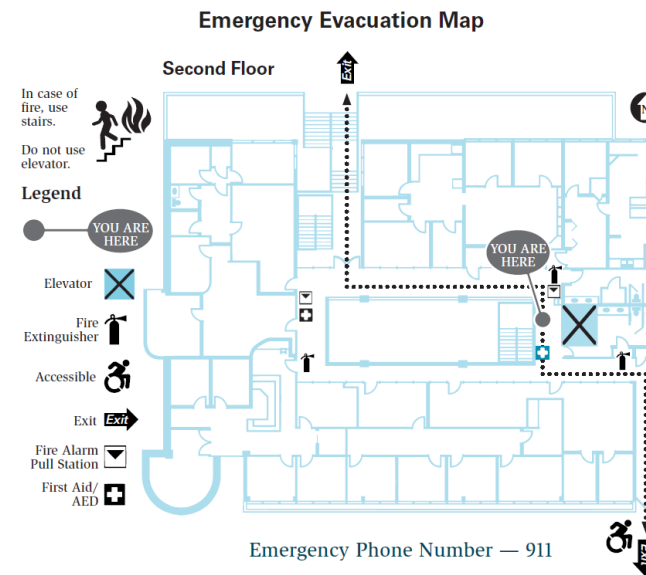 Emergency Evacuation Map
Second Floor
Exit
In case of
fire, use
stairs.
Do not use
elevator.
N
Legend
YOU ARE
HERE
YOU ARE
HERE
Elevator
Fire
Extinguisher
Accessible
Exit
Exit
Fire Alarm
Pull Station
First Aid/
AED
Exit
Emergency Phone Number — 911